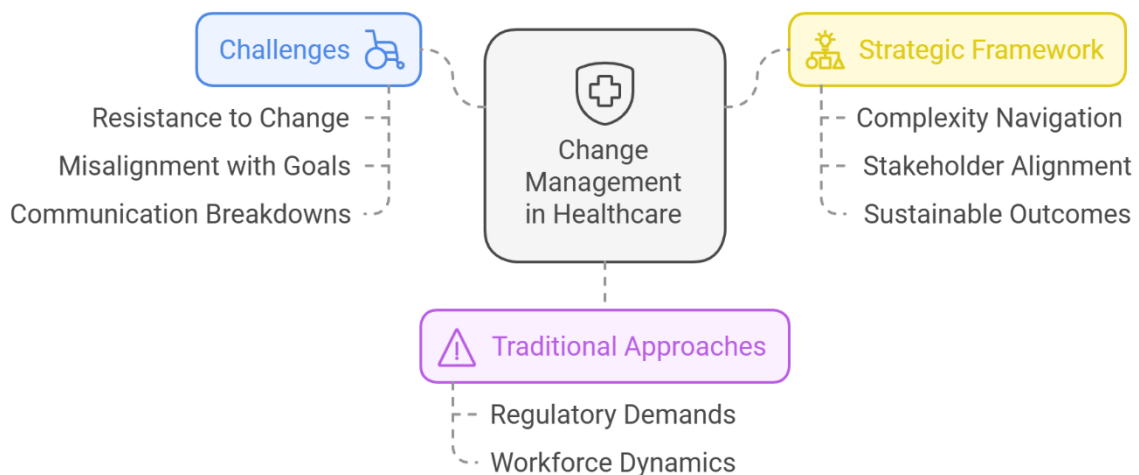 Challenges
Resistance to Change
Misalignment with Goals
Communication Breakdowns
Change
Management
in Healthcare
Strategic Framework
Complexity Navigation
Stakeholder Alignment
Sustainable Outcomes
Traditional Approaches
Regulatory Demands
Workforce Dynamics